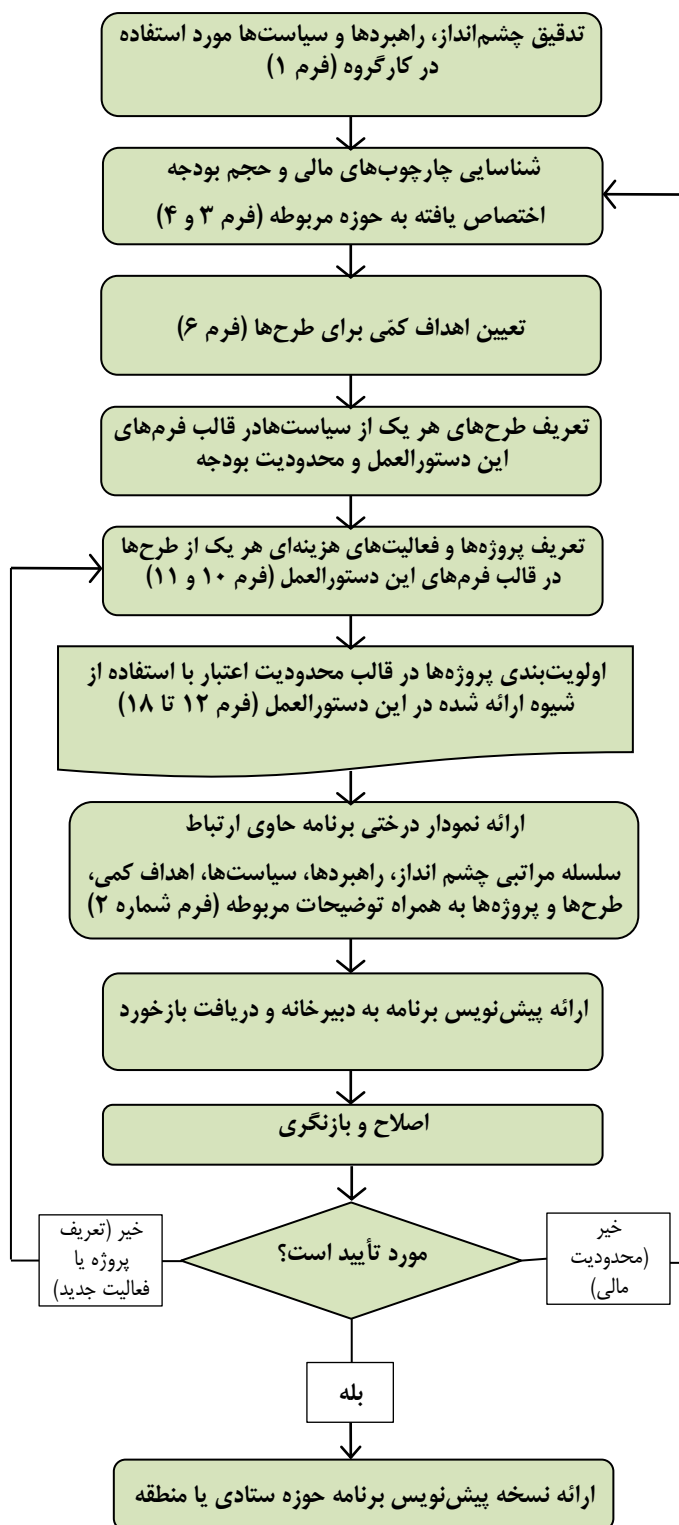 تدقیق چشم‌انداز، راهبردها و سیاست‌ها مورد استفاده
در کارگروه (فرم ۱)
شناسایی چارچوب‌های مالی و حجم بودجه
اختصاص یافته به حوزه مربوطه (فرم ۳ و ۴)
تعیین اهداف کمّی برای طرح‌ها (فرم ۶)
تعریف طرح‌های هر یک از سیاست‌هادر قالب فرم‌های
این دستورالعمل و محدودیت بودجه
تعریف پروژه‌ها و فعالیت‌های هزینه‌ای هر یک از طرح‌ها
در قالب فرم‌های این دستورالعمل (فرم ۱۰ و ۱۱)
اولویت‌بندی پروژه‌ها در قالب محدودیت اعتبار با استفاده از
شیوه ارائه شده در این دستورالعمل (فرم ۱۲ تا ۱۸)
ارائه نمودار درختی برنامه حاوی ارتباط
سلسله مراتبی چشم انداز، راهبردها، سیاست‌ها، اهداف کمی،
طرح‌ها و پروژه‌ها به همراه توضیحات مربوطه (فرم شماره ۲)
ارائه پیش‌نویس برنامه به دبیرخانه و دریافت بازخورد
اصلاح و بازنگری
مورد تأیید است؟
خیر
(محدودیت
مالی)
خیر (تعریف
پروژه یا
فعالیت جدید)
بله
ارائه نسخه پیش‌نویس برنامه حوزه ستادی یا منطقه